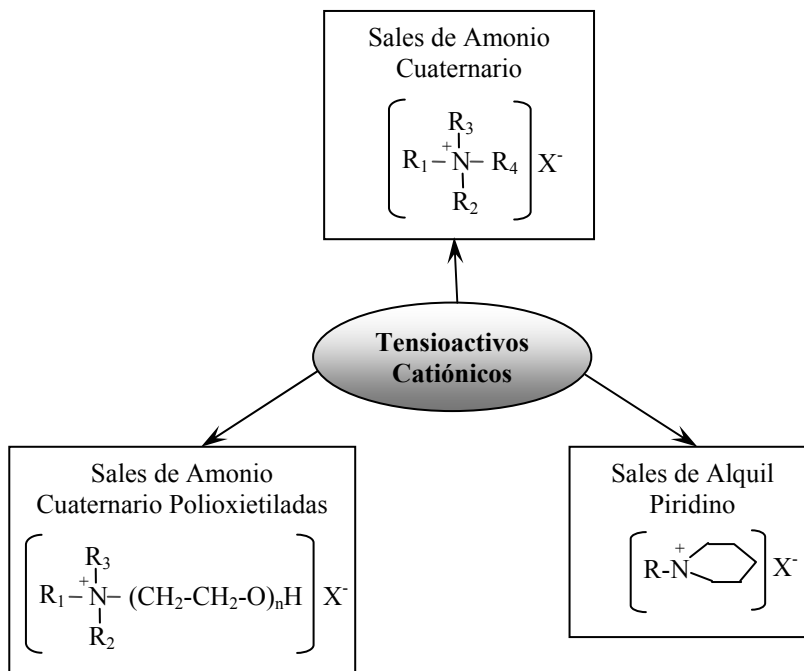 Sales de Amonio
Cuaternario
R₃
R₁ – N⁺ – R₄ X⁻
R₂
Tensioactivos
Catiónicos
Sales de Amonio
Cuaternario Polioxietiladas
R₃
R₁ – N⁺ – (CH₂-CH₂-O)ₙH X⁻
R₂
Sales de Alquil
Piridino
R-N⁺ X⁻